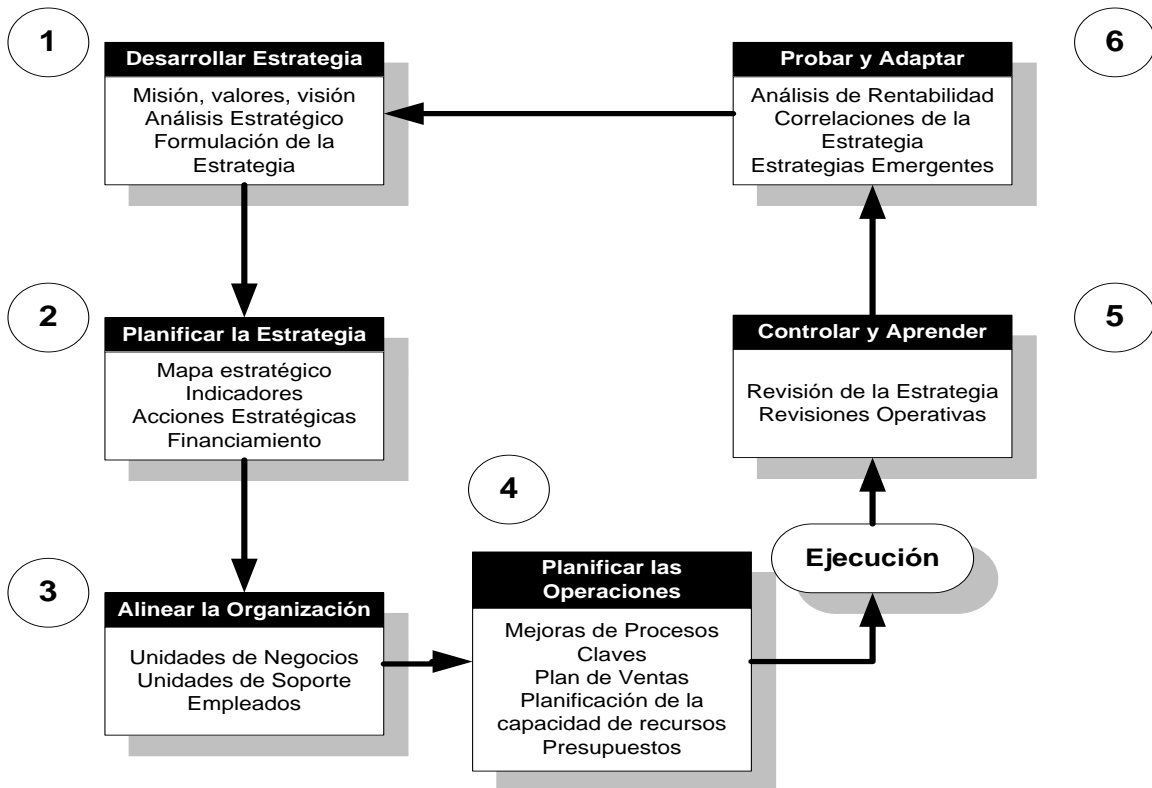 1
Desarrollar Estrategia
Misión, valores, visión
Análisis Estratégico
Formulación de la
Estrategia
2
Planificar la Estrategia
Mapa estratégico
Indicadores
Acciones Estratégicas
Financiamiento
3
Alinear la Organización
Unidades de Negocios
Unidades de Soporte
Empleados
4
Planificar las
Operaciones
Mejoras de Procesos
Claves
Plan de Ventas
Planificación de la
capacidad de recursos
Presupuestos
Ejecución
5
Controlar y Aprender
Revisión de la Estrategia
Revisiones Operativas
6
Probar y Adaptar
Análisis de Rentabilidad
Correlaciones de la
Estrategia
Estrategias Emergentes